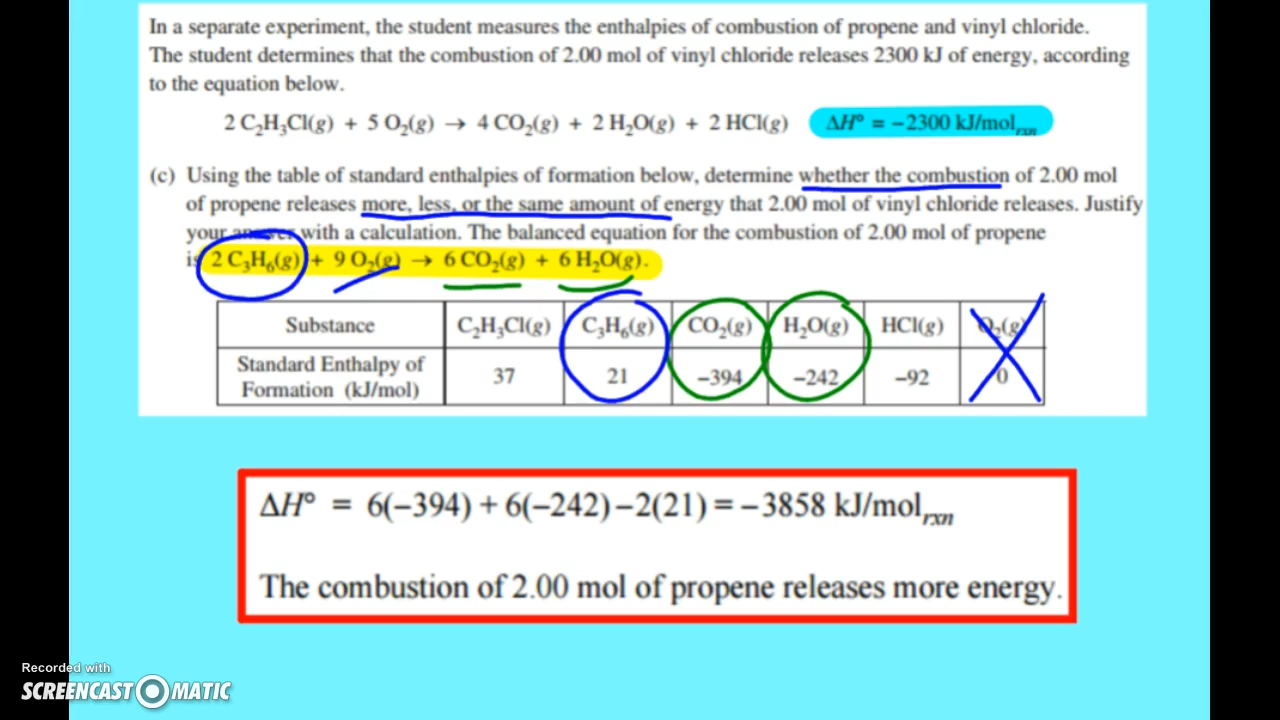 In a separate experiment, the student measures the enthalpies of combustion of propene and vinyl chloride.
The student determines that the combustion of 2.00 mol of vinyl chloride releases 2300 kJ of energy, according
to the equation below.
2 C₂H₃Cl(g) + 5 O₂(g) → 4 CO₂(g) + 2 H₂O(g) + 2 HCl(g) ΔH° = −2300 kJ/molᵣₓₙ
(c) Using the table of standard enthalpies of formation below, determine whether the combustion of 2.00 mol
of propene releases more, less, or the same amount of energy that 2.00 mol of vinyl chloride releases. Justify
your answer with a calculation. The balanced equation for the combustion of 2.00 mol of propene
is 2 C₃H₆(g) + 9 O₂(g) → 6 CO₂(g) + 6 H₂O(g).
Substance C₂H₃Cl(g) C₃H₆(g) CO₂(g) H₂O(g) HCl(g) O₂(g)
Standard Enthalpy of
Formation (kJ/mol) 37 21 −394 −242 −92 0
ΔH° = 6(−394) + 6(−242) − 2(21) = −3858 kJ/molᵣₓₙ
The combustion of 2.00 mol of propene releases more energy.
Recorded with
SCREENCAST O MATIC